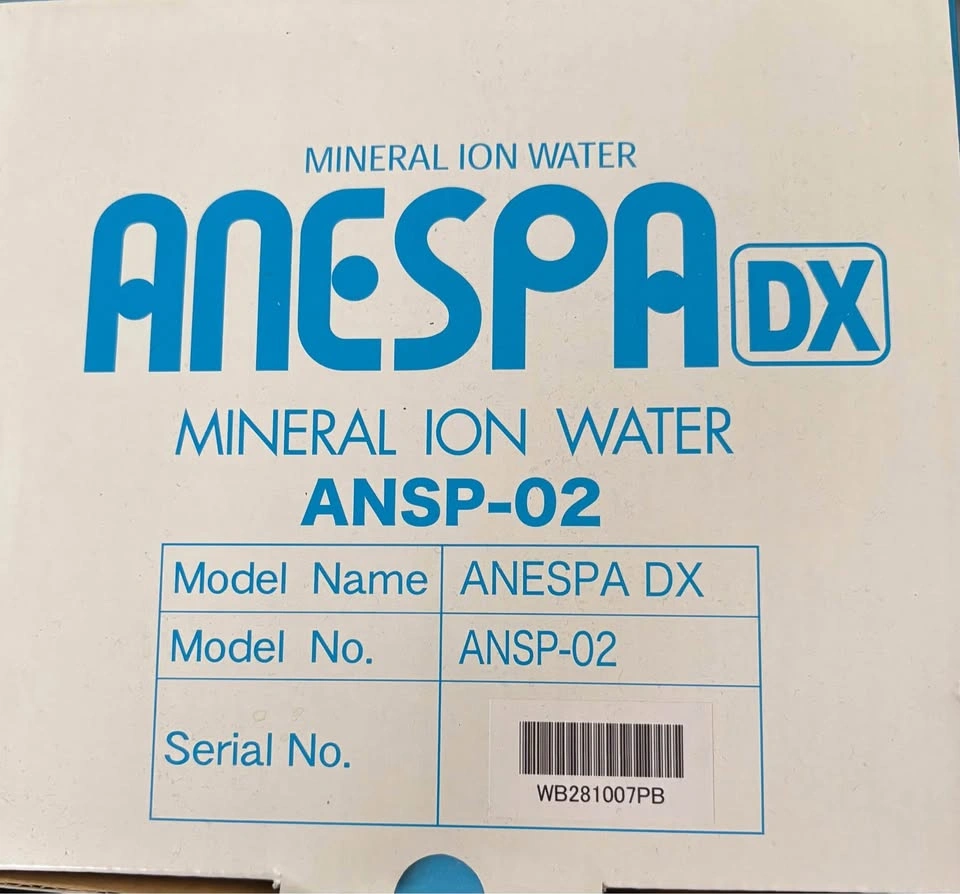 MINERAL ION WATER
ANESPA DX
MINERAL ION WATER
ANSP-02
Model Name ANESPA DX
Model No. ANSP-02
Serial No.
WB281007PB